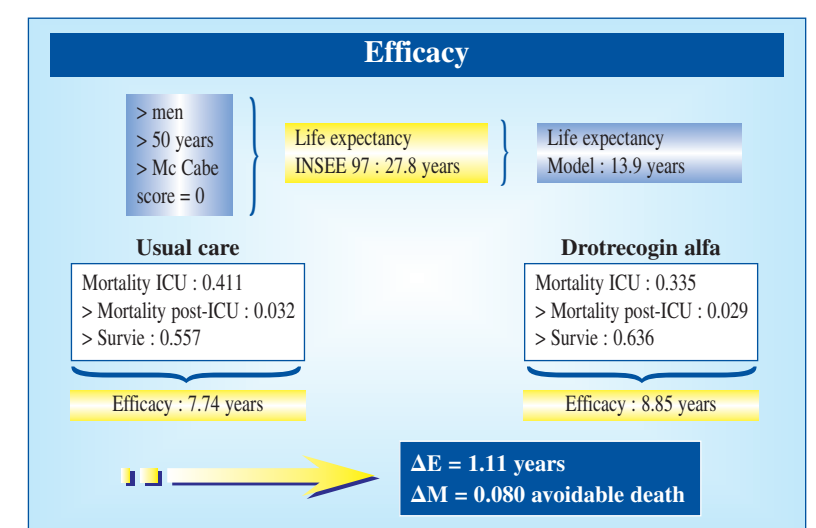 Efficacy
> men
> 50 years
> Mc Cabe
score = 0
Life expectancy
INSEE 97 : 27.8 years
Life expectancy
Model : 13.9 years
Usual care
Mortality ICU : 0.411
> Mortality post-ICU : 0.032
> Survie : 0.557
Efficacy : 7.74 years
Drotrecogin alfa
Mortality ICU : 0.335
> Mortality post-ICU : 0.029
> Survie : 0.636
Efficacy : 8.85 years
ΔE = 1.11 years
ΔM = 0.080 avoidable death